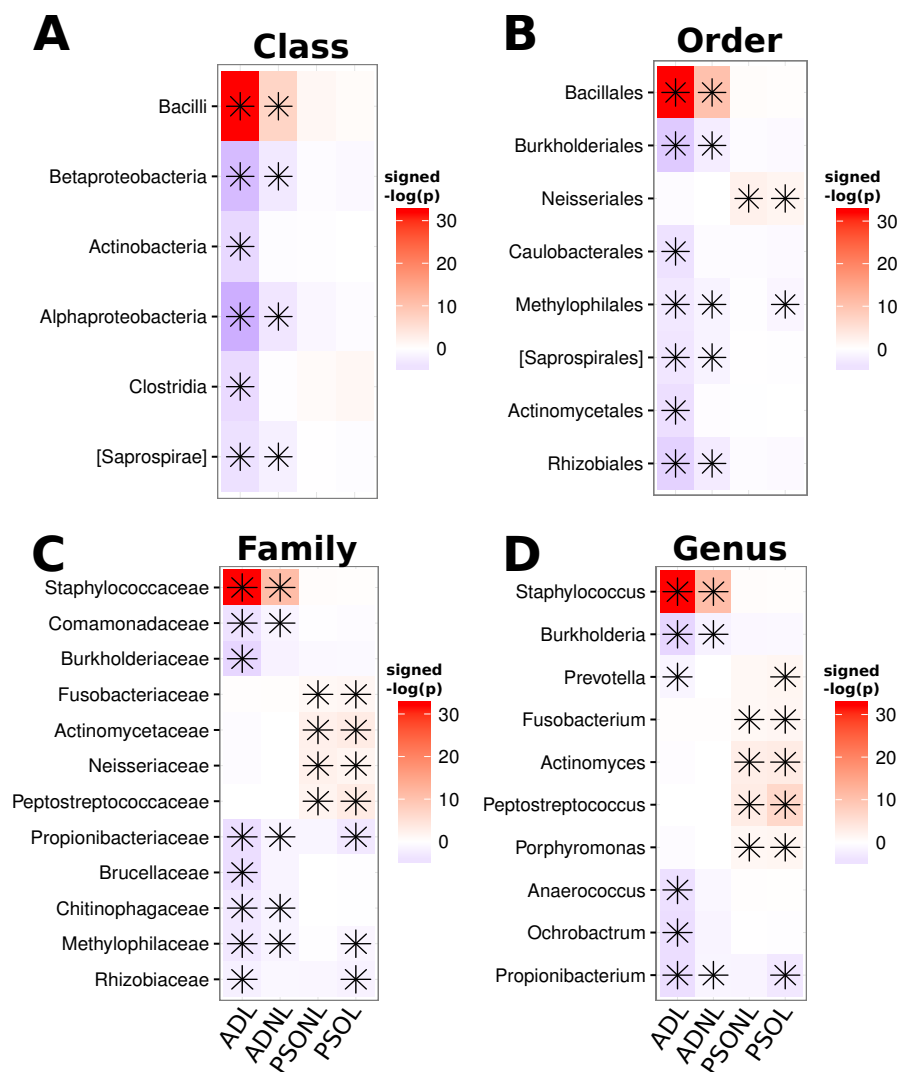 A
Class
Bacilli
Betaproteobacteria
Actinobacteria
Alphaproteobacteria
Clostridia
[Saprospirae]
signed
-log(p)
30
20
10
0
B
Order
Bacillales
Burkholderiales
Neisseriales
Caulobacterales
Methylophilales
[Saprospirales]
Actinomycetales
Rhizobiales
signed
-log(p)
30
20
10
0
C
Family
Staphylococcaceae
Comamonadaceae
Burkholderiaceae
Fusobacteriaceae
Actinomycetaceae
Neisseriaceae
Peptostreptococcaceae
Propionibacteriaceae
Brucellaceae
Chitinophagaceae
Methylophilaceae
Rhizobiaceae
ADL
ADNL
PSONL
PSOL
signed
-log(p)
30
20
10
0
D
Genus
Staphylococcus
Burkholderia
Prevotella
Fusobacterium
Actinomyces
Peptostreptococcus
Porphyromonas
Anaerococcus
Ochrobactrum
Propionibacterium
ADL
ADNL
PSONL
PSOL
signed
-log(p)
30
20
10
0